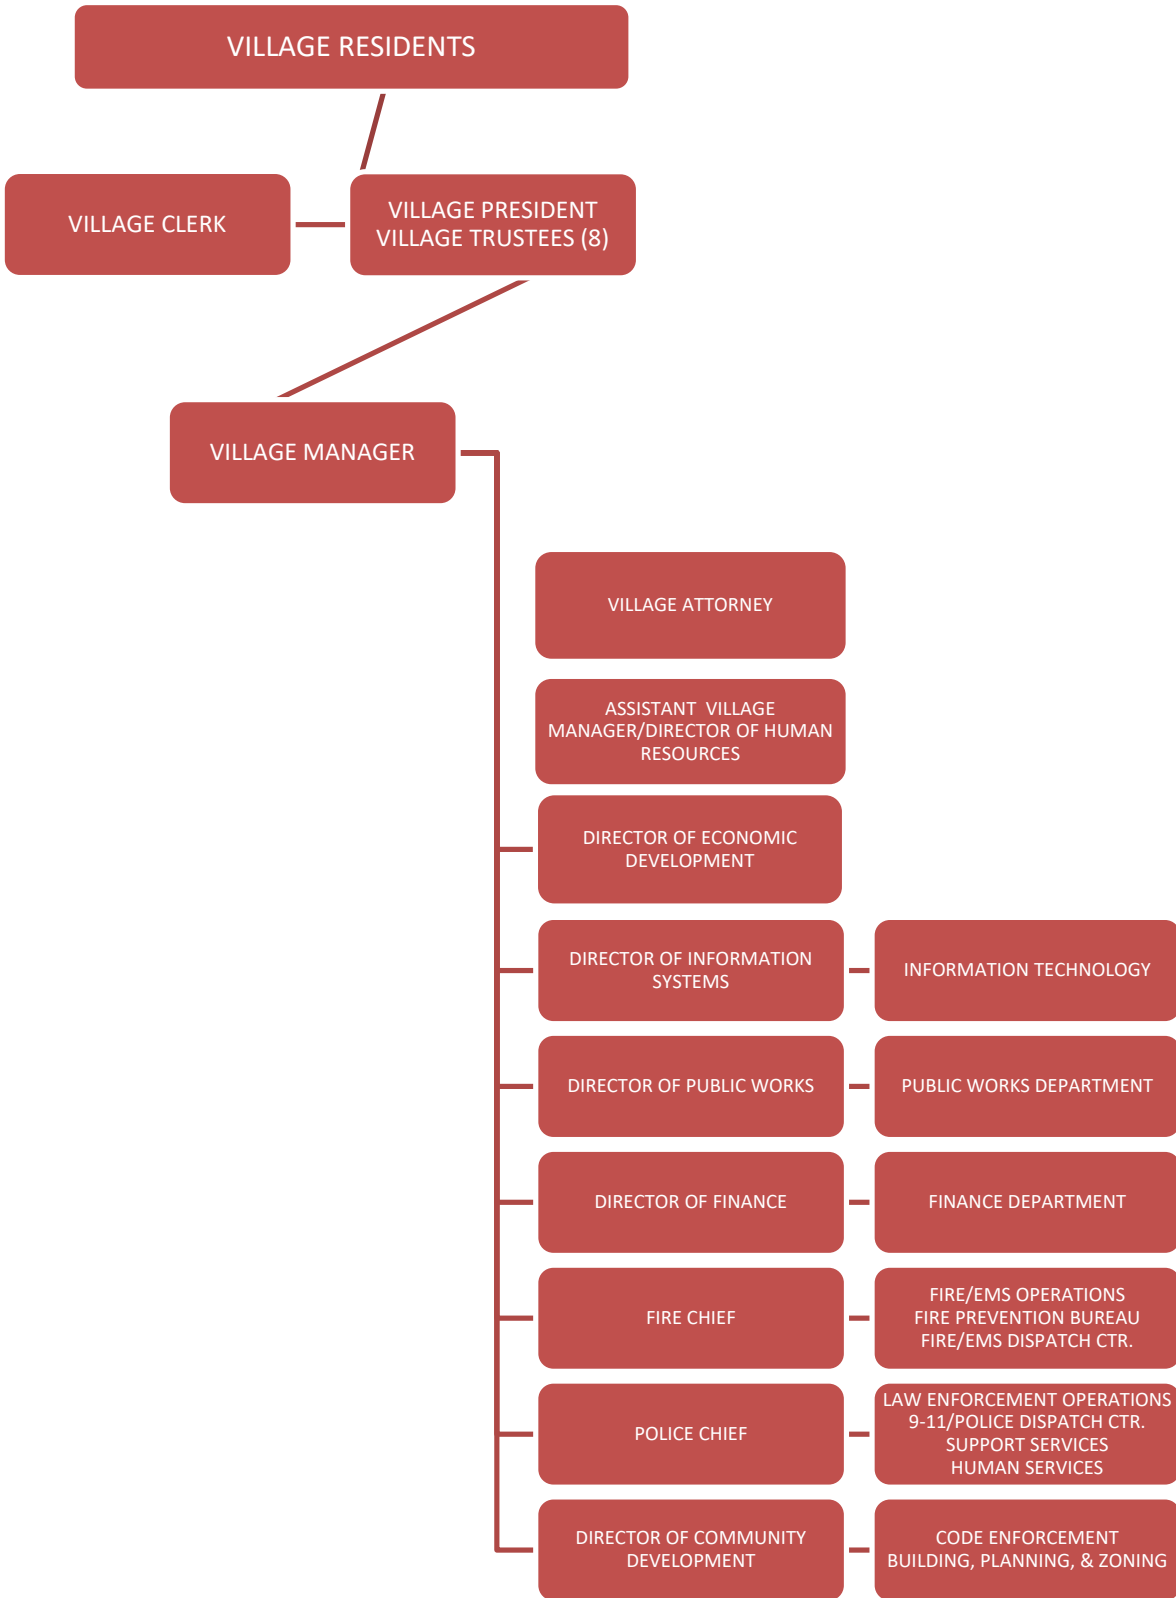 VILLAGE RESIDENTS
VILLAGE CLERK
VILLAGE PRESIDENT
VILLAGE TRUSTEES (8)
VILLAGE MANAGER
VILLAGE ATTORNEY
ASSISTANT VILLAGE
MANAGER/DIRECTOR OF HUMAN
RESOURCES
DIRECTOR OF ECONOMIC
DEVELOPMENT
DIRECTOR OF INFORMATION
SYSTEMS
INFORMATION TECHNOLOGY
DIRECTOR OF PUBLIC WORKS
PUBLIC WORKS DEPARTMENT
DIRECTOR OF FINANCE
FINANCE DEPARTMENT
FIRE CHIEF
FIRE/EMS OPERATIONS
FIRE PREVENTION BUREAU
FIRE/EMS DISPATCH CTR.
POLICE CHIEF
LAW ENFORCEMENT OPERATIONS
9-11/POLICE DISPATCH CTR.
SUPPORT SERVICES
HUMAN SERVICES
DIRECTOR OF COMMUNITY
DEVELOPMENT
CODE ENFORCEMENT
BUILDING, PLANNING, & ZONING